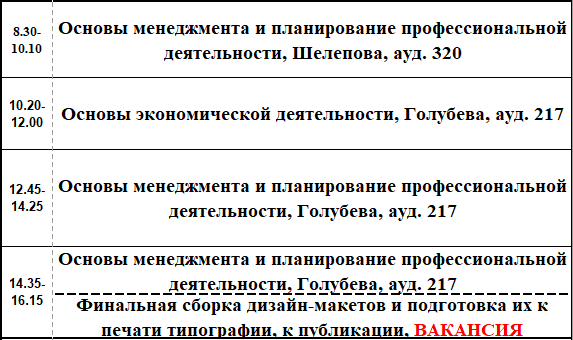 8.30-
10.10
Основы менеджмента и планирование профессиональной
деятельности, Шелепова, ауд. 320
10.20-
12.00
Основы экономической деятельности, Голубева, ауд. 217
12.45-
14.25
Основы менеджмента и планирование профессиональной
деятельности, Голубева, ауд. 217
14.35-
16.15
Основы менеджмента и планирование профессиональной
деятельности, Голубева, ауд. 217
Финальная сборка дизайн-макетов и подготовка их к
печати типографии, к публикации, ВАКАНСИЯ